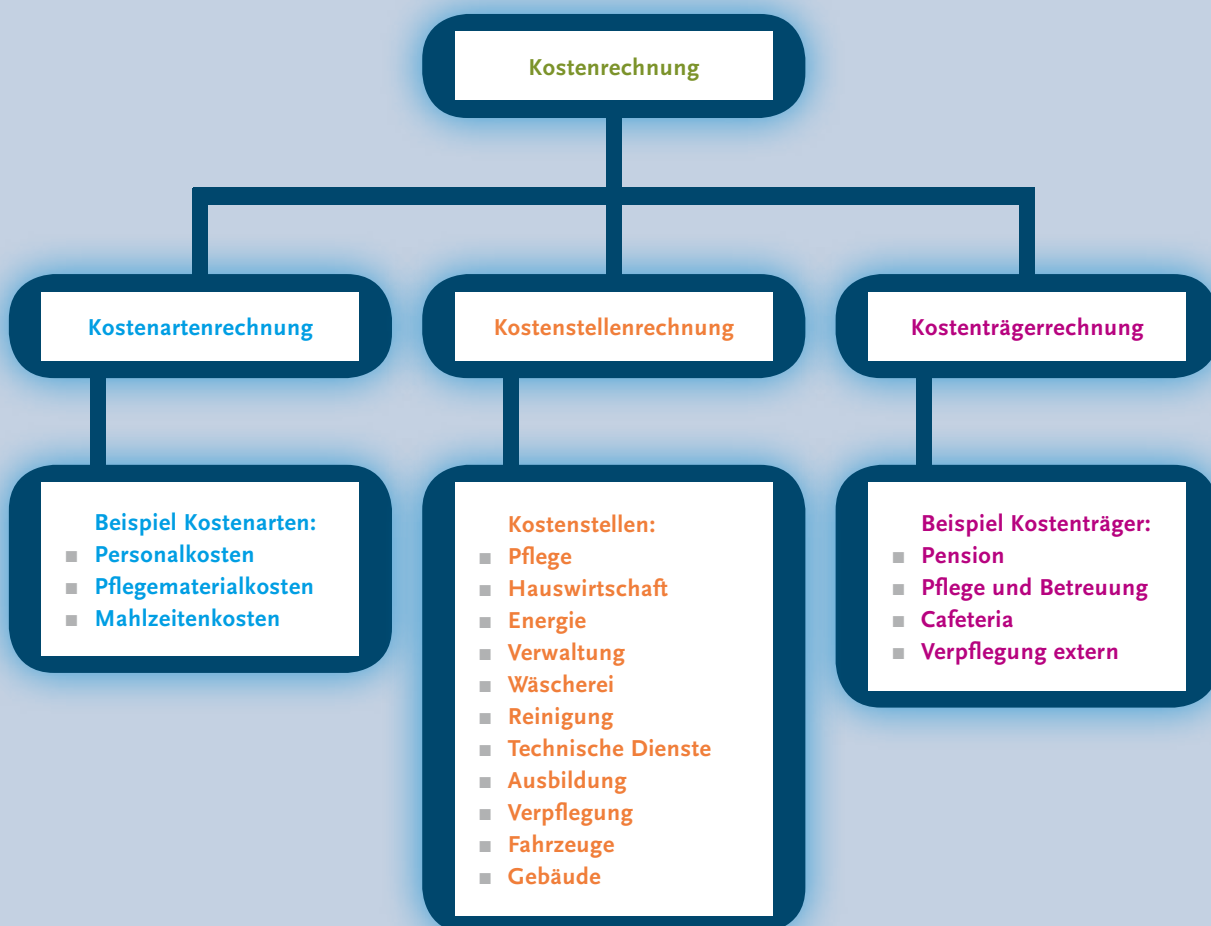 Kostenrechnung
Kostenartenrechnung
Kostenstellenrechnung
Kostenträgerrechnung
Beispiel Kostenarten:
■ Personalkosten
■ Pflegematerialkosten
■ Mahlzeitenkosten
Kostenstellen:
■ Pflege
■ Hauswirtschaft
■ Energie
■ Verwaltung
■ Wäscherei
■ Reinigung
■ Technische Dienste
■ Ausbildung
■ Verpflegung
■ Fahrzeuge
■ Gebäude
Beispiel Kostenträger:
■ Pension
■ Pflege und Betreuung
■ Cafeteria
■ Verpflegung extern